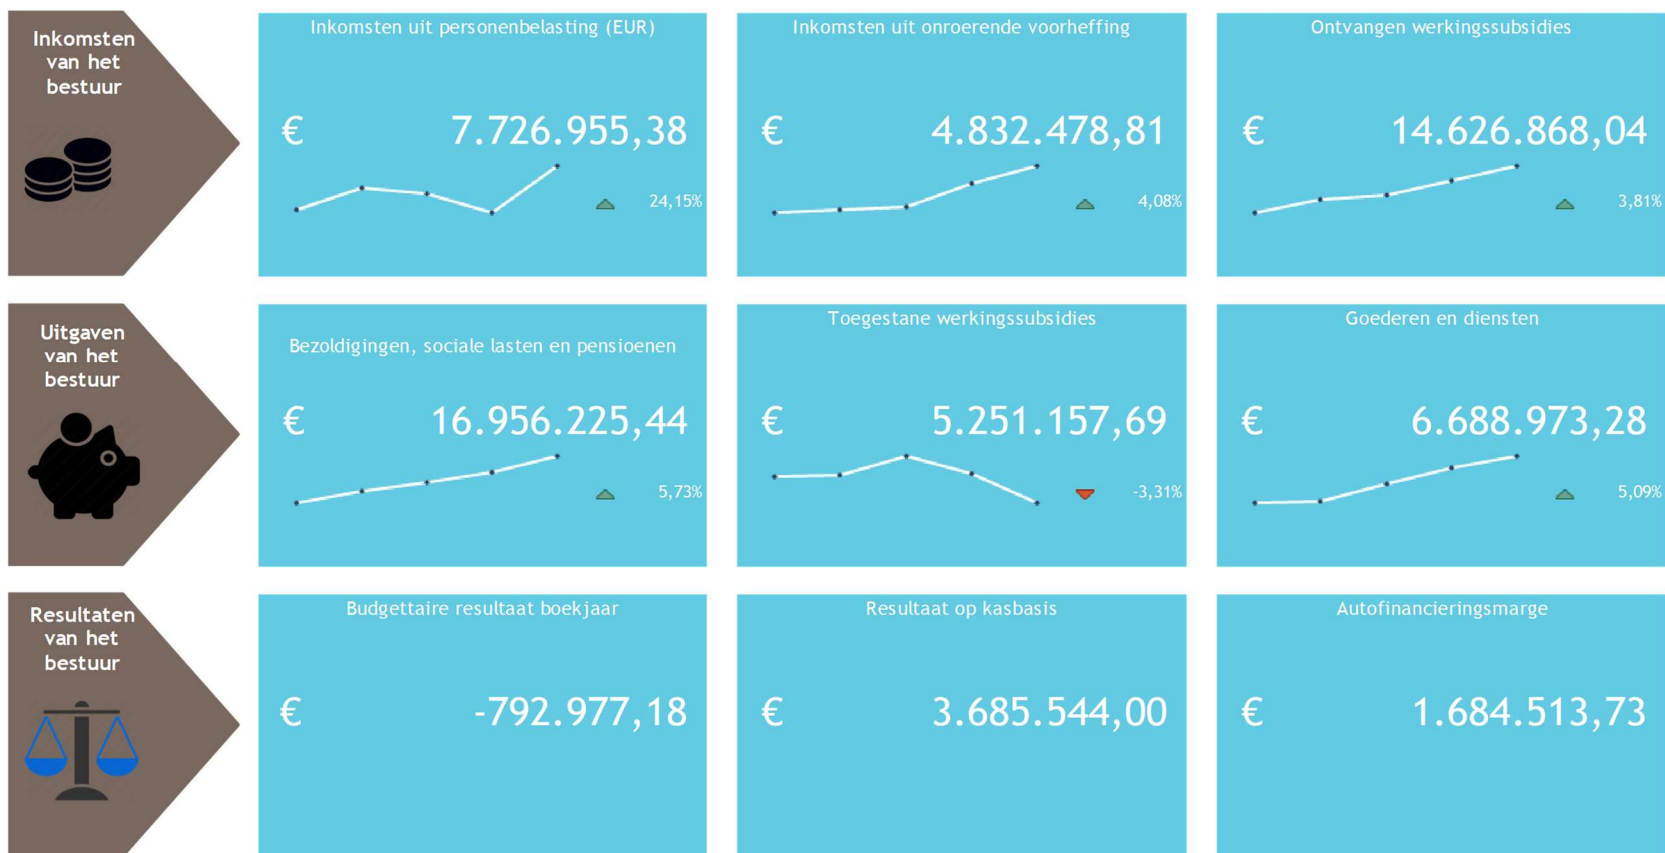 Inkomsten
van het
bestuur
Inkomsten uit personenbelasting (EUR)
€ 7.726.955,38
24,15%
Inkomsten uit onroerende voorheffing
€ 4.832.478,81
4,08%
Ontvangen werkingssubsidies
€ 14.626.868,04
3,81%
Uitgaven
van het
bestuur
Bezoldigingen, sociale lasten en pensioenen
€ 16.956.225,44
5,73%
Toegestane werkingssubsidies
€ 5.251.157,69
-3,31%
Goederen en diensten
€ 6.688.973,28
5,09%
Resultaten
van het
bestuur
Budgettaire resultaat boekjaar
€ -792.977,18
Resultaat op kasbasis
€ 3.685.544,00
Autofinancieringsmarge
€ 1.684.513,73